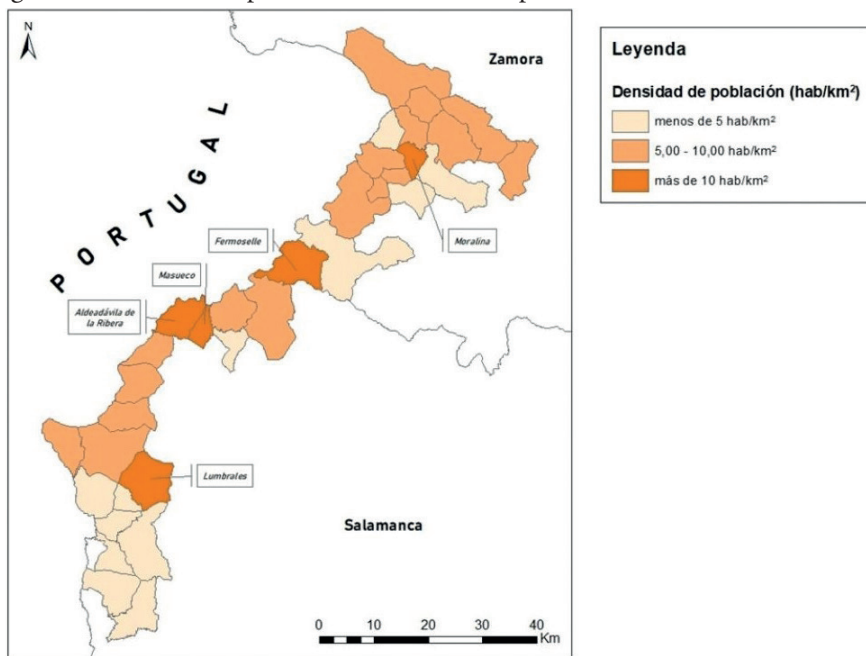 N
Zamora
PORTUGAL
Fermoselle
Moralina
Masueco
Aldeadávila de
la Ribera
Lumbrales
Salamanca
0 10 20 30 40
Km
Leyenda
Densidad de población (hab/km²)
menos de 5 hab/km²
5,00 - 10,00 hab/km²
más de 10 hab/km²